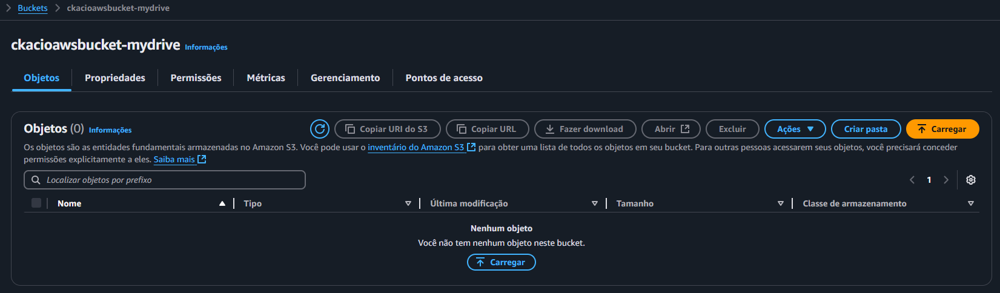 Buckets ckacioawsbucket-mydrive
ckacioawsbucket-mydrive Informações
Objetos Propriedades Permissões Métricas Gerenciamento Pontos de acesso
Objetos (0) Informações Copiar URI do S3 Copiar URL Fazer download Abrir Excluir Ações Criar pasta Carregar
Os objetos são as entidades fundamentais armazenadas no Amazon S3. Você pode usar o inventário do Amazon S3 para obter uma lista de todos os objetos em seu bucket. Para outras pessoas acessarem seus objetos, você precisará conceder
permissões explicitamente a eles. Saiba mais
Localizar objetos por prefixo 1
Nome Tipo Última modificação Tamanho Classe de armazenamento
Nenhum objeto
Você não tem nenhum objeto neste bucket.
Carregar